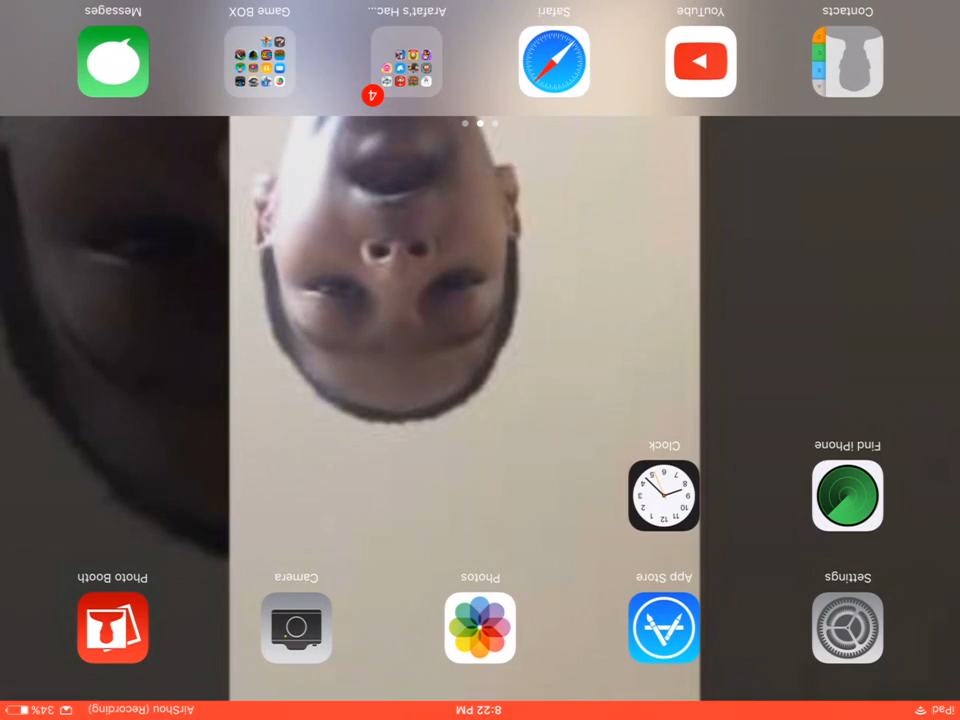 iPad 8:22 PM AirShou (Recording) 34%
Settings App Store Photos Camera Photo Booth
Find iPhone Clock
4
Contacts YouTube Safari Arafat's Hac... Game BOX Messages